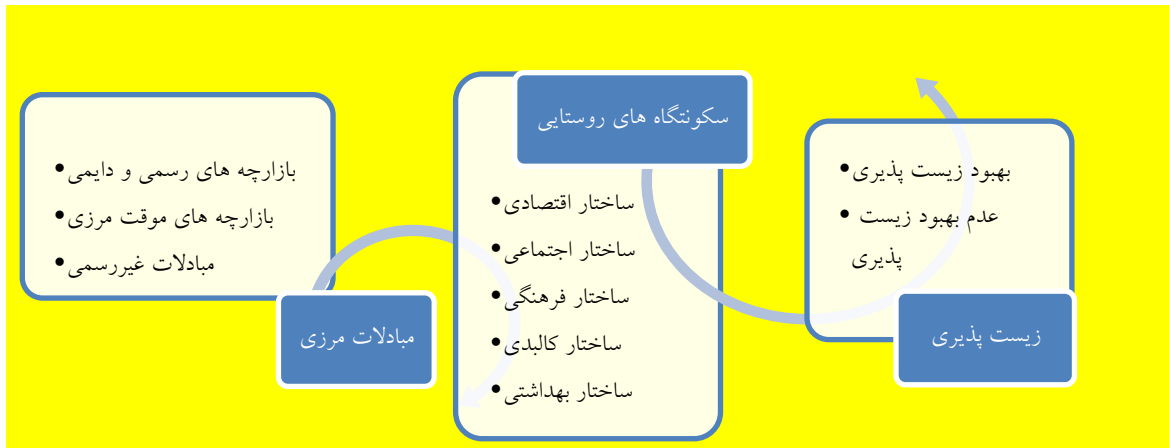 بازارچه های رسمی و دایمی•
بازارچه های موقت مرزی•
مبادلات غیررسمی•
مبادلات مرزی
سکونتگاه های روستایی
ساختار اقتصادی•
ساختار اجتماعی•
ساختار فرهنگی•
ساختار کالبدی•
ساختار بهداشتی•
بهبود زیست پذیری•
عدم بهبود زیست•
پذیری
زیست پذیری